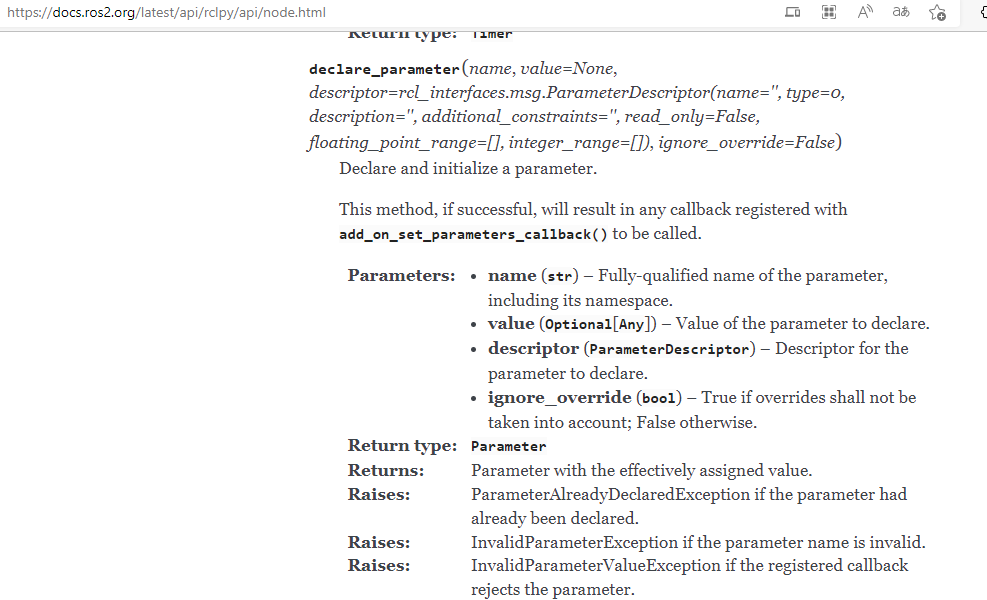 https://docs.ros2.org/latest/api/rclpy/api/node.html
Return type: Timer
declare_parameter(name, value=None,
descriptor=rcl_interfaces.msg.ParameterDescriptor(name='', type=0,
description='', additional_constraints='', read_only=False,
floating_point_range=[], integer_range=[]), ignore_override=False)
Declare and initialize a parameter.
This method, if successful, will result in any callback registered with
add_on_set_parameters_callback() to be called.
Parameters: • name (str) – Fully-qualified name of the parameter,
including its namespace.
• value (Optional[Any]) – Value of the parameter to declare.
• descriptor (ParameterDescriptor) – Descriptor for the
parameter to declare.
• ignore_override (bool) – True if overrides shall not be
taken into account; False otherwise.
Return type: Parameter
Returns: Parameter with the effectively assigned value.
Raises: ParameterAlreadyDeclaredException if the parameter had
already been declared.
Raises: InvalidParameterException if the parameter name is invalid.
Raises: InvalidParameterValueException if the registered callback
rejects the parameter.